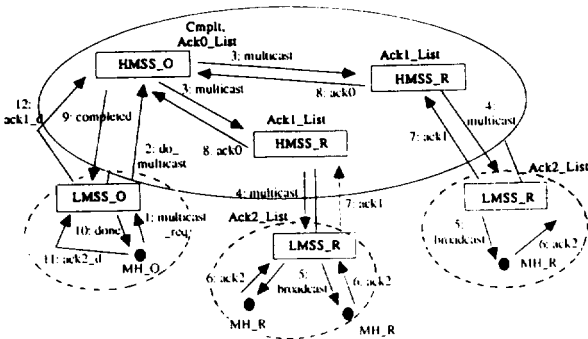 Cmplt,
Ack0_List
HMSS_O
3: multicast
Ack1_List
HMSS_R
8: ack0
3: multicast
12:
ack1_d
9: completed
2: do_
multicast
Ack1_List
HMSS_R
8: ack0
4:
multicast
7: ack1
4: multicast
7: ack1
Ack2_List
LMSS_R
LMSS_O
1: multicast
_req
10: done
11: ack2_d
MH_O
Ack2_List
LMSS_R
6: ack2
5:
broadcast
6: ack2
MH_R
MH_R
5:
broadcast
6: ack2
MH_R